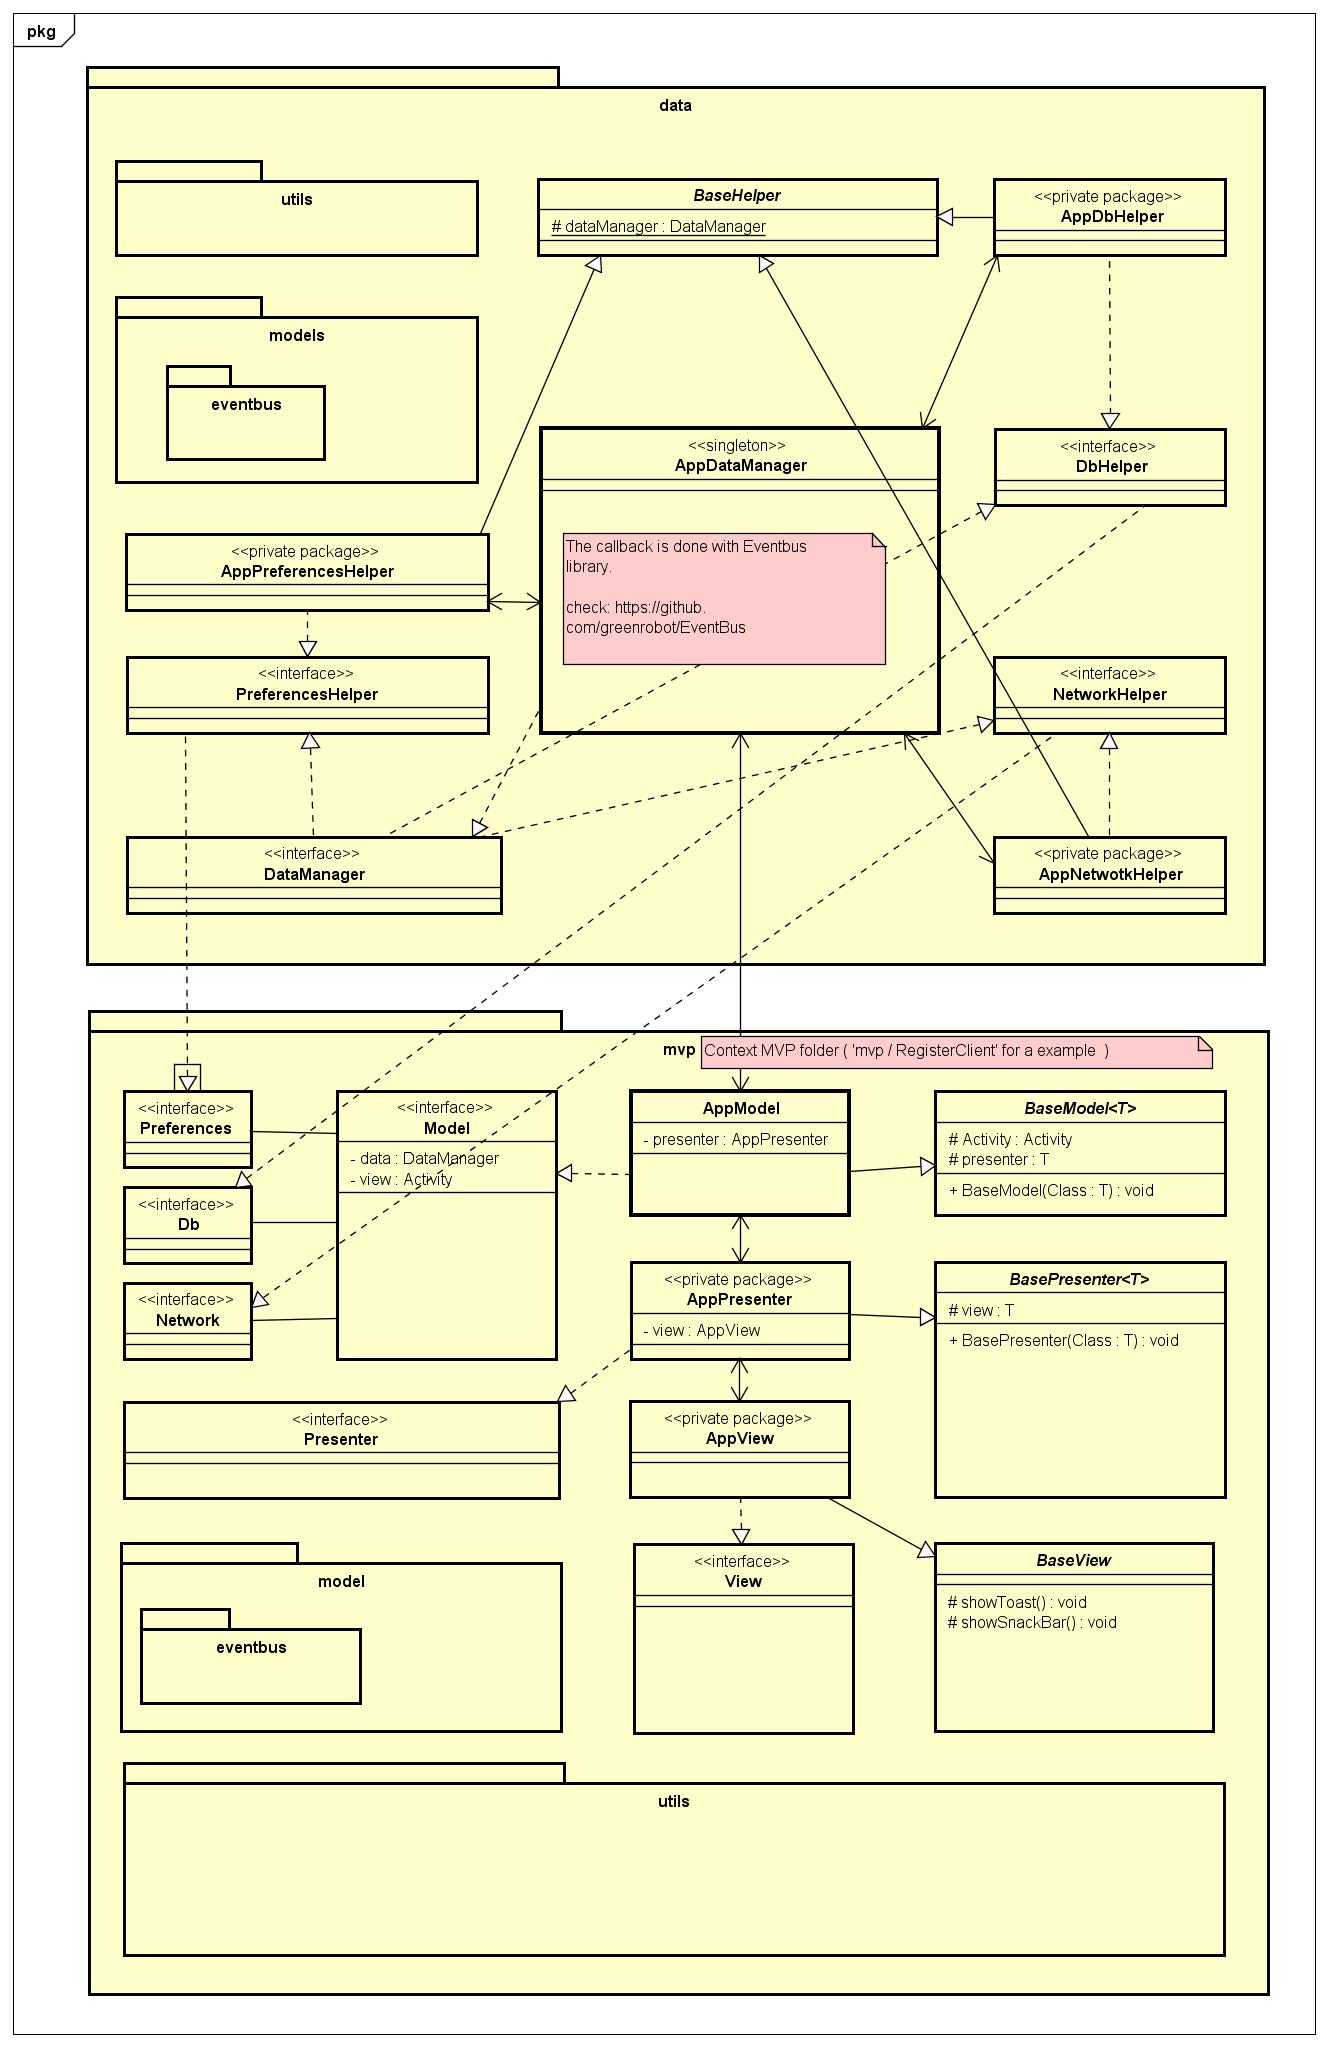 pkg
data
utils
BaseHelper
# dataManager : DataManager
<<private package>>
AppDbHelper
models
eventbus
<<singleton>>
AppDataManager
The callback is done with Eventbus
library.
check: https://github.
com/greenrobot/EventBus
<<interface>>
DbHelper
<<private package>>
AppPreferencesHelper
<<interface>>
PreferencesHelper
<<interface>>
NetworkHelper
<<interface>>
DataManager
<<private package>>
AppNetwotkHelper
mvp
Context MVP folder ( 'mvp / RegisterClient' for a example  )
<<interface>>
Preferences
<<interface>>
Model
- data : DataManager
- view : Activity
AppModel
- presenter : AppPresenter
BaseModel<T>
# Activity : Activity
# presenter : T
+ BaseModel(Class : T) : void
<<interface>>
Db
<<interface>>
Network
<<private package>>
AppPresenter
- view : AppView
BasePresenter<T>
# view : T
+ BasePresenter(Class : T) : void
<<interface>>
Presenter
<<private package>>
AppView
model
eventbus
<<interface>>
View
BaseView
# showToast() : void
# showSnackBar() : void
utils